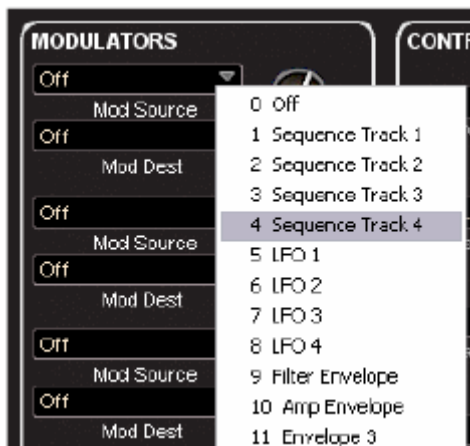 MODULATORS
Off
Mod Source
Off
Mod Dest
Off
Mod Source
Off
Mod Dest
Off
Mod Source
Off
Mod Dest
0 Off
1 Sequence Track 1
2 Sequence Track 2
3 Sequence Track 3
4 Sequence Track 4
5 LFO 1
6 LFO 2
7 LFO 3
8 LFO 4
9 Filter Envelope
10 Amp Envelope
11 Envelope 3